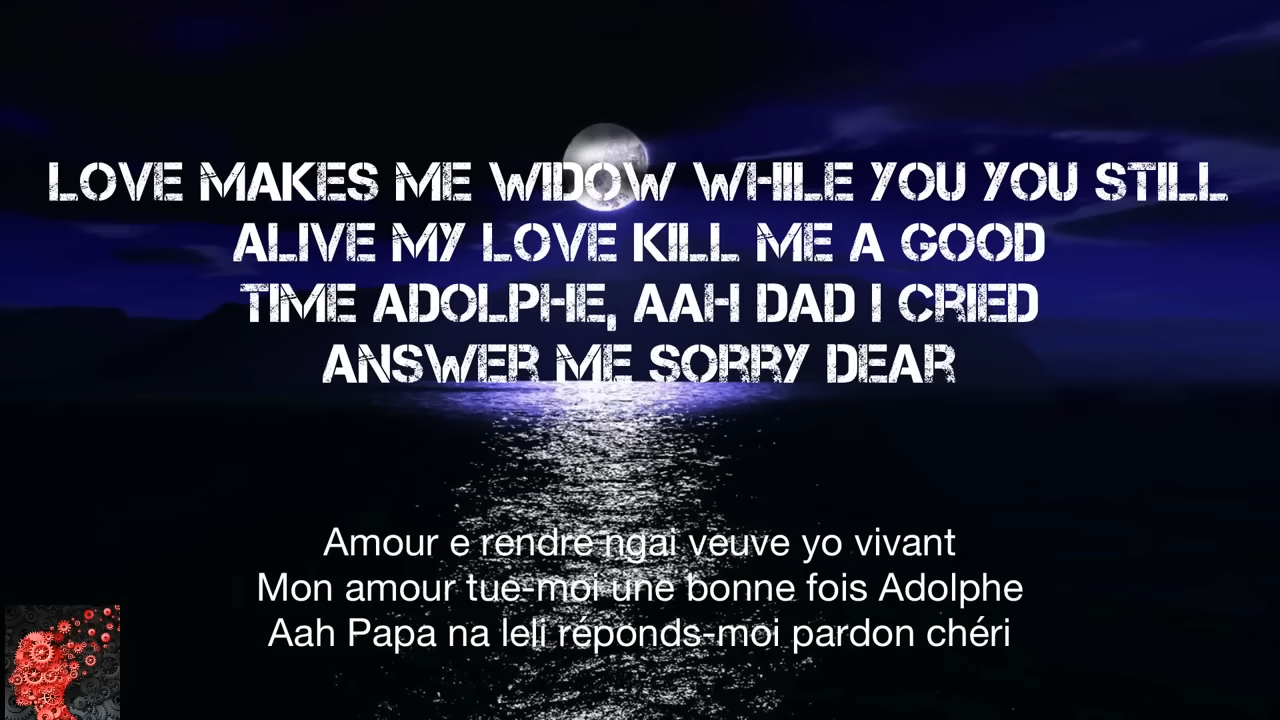 LOVE MAKES ME WIDOW WHILE YOU YOU STILL
ALIVE MY LOVE KILL ME A GOOD
TIME ADOLPHE, AAH DAD I CRIED
ANSWER ME SORRY DEAR
Amour e rendre ngai veuve yo vivant
Mon amour tue-moi une bonne fois Adolphe
Aah Papa na leli réponds-moi pardon chéri